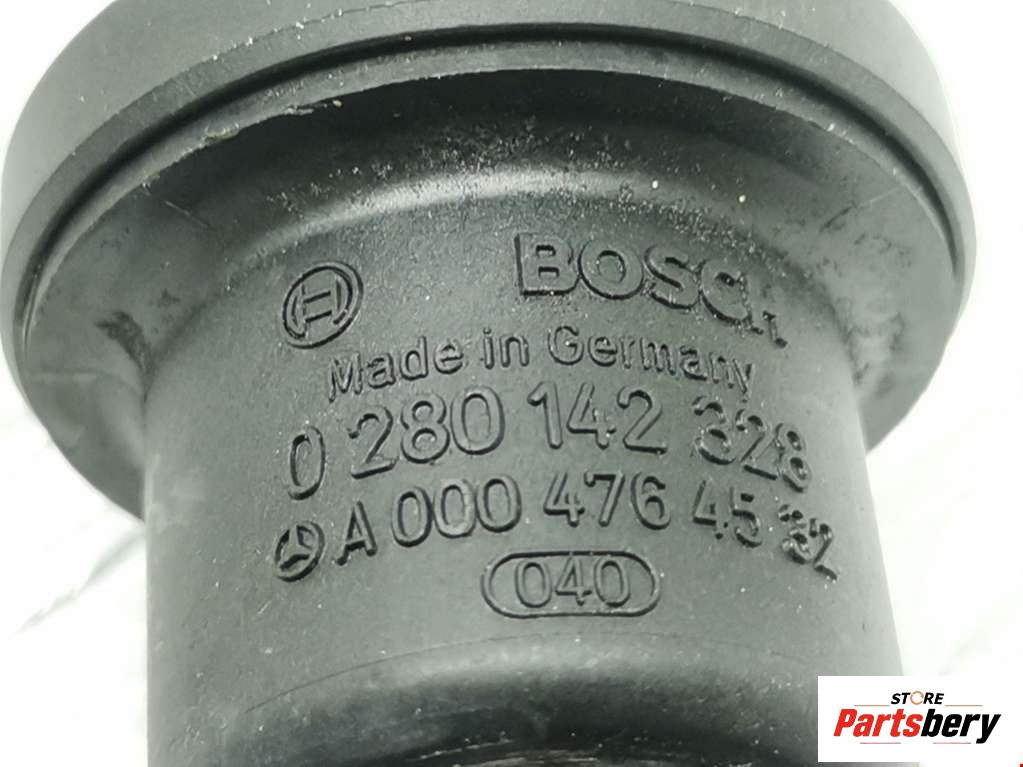 BOSCH
Made in Germany
0 280 142 328
A 000 476 45 32
040
STORE
Partsbery